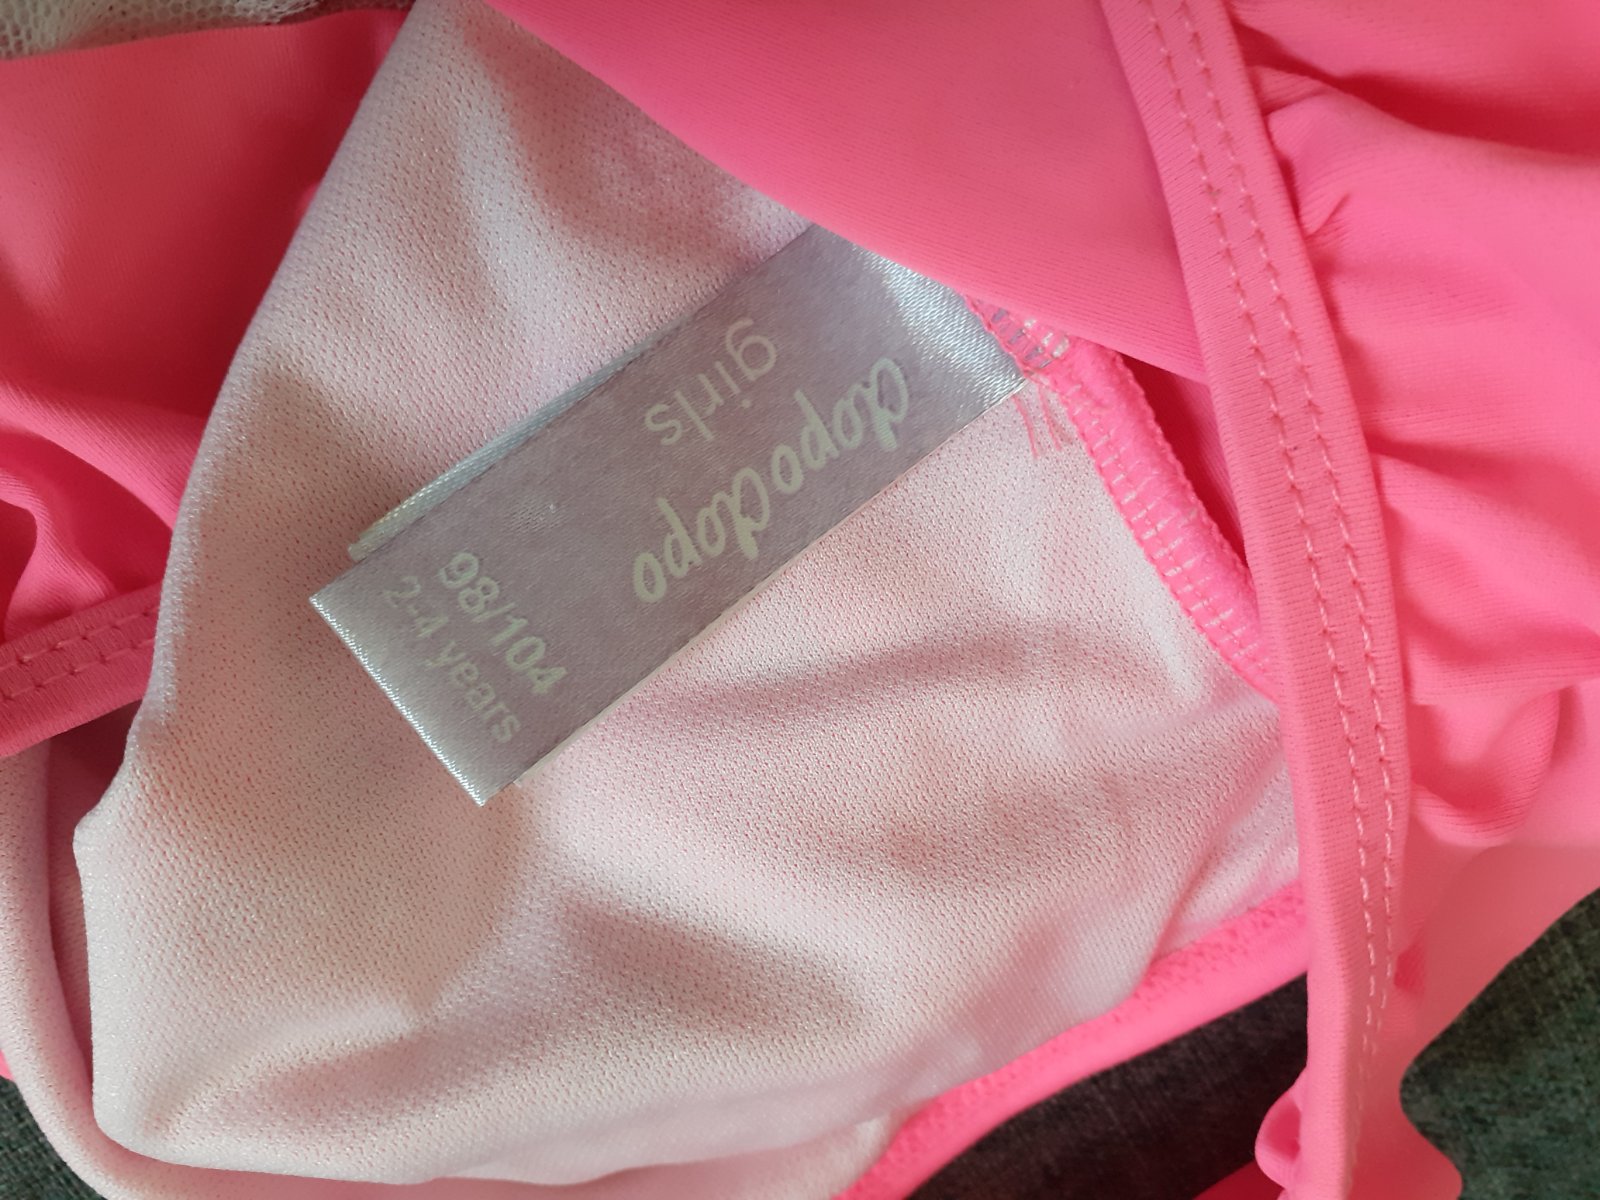 dopodopo
girls
98/104
2-4 years